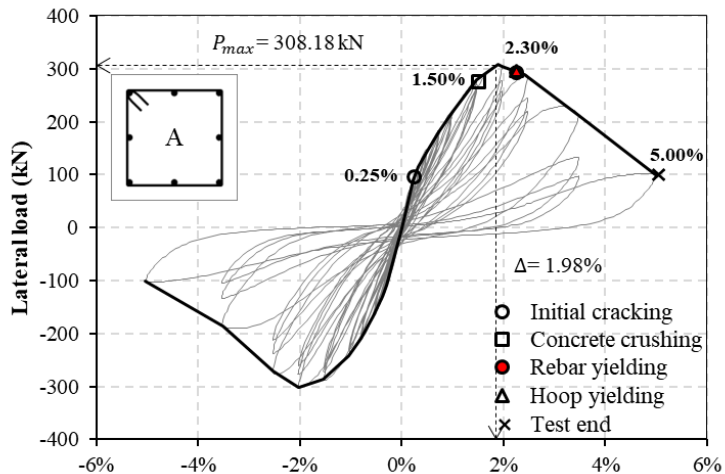 400
300
200
100
0
-100
-200
-300
-400
Lateral load (kN)
-6%
-4%
-2%
0%
2%
4%
6%
P_max = 308.18 kN
A
0.25%
1.50%
2.30%
5.00%
Δ= 1.98%
Initial cracking
Concrete crushing
Rebar yielding
Hoop yielding
Test end